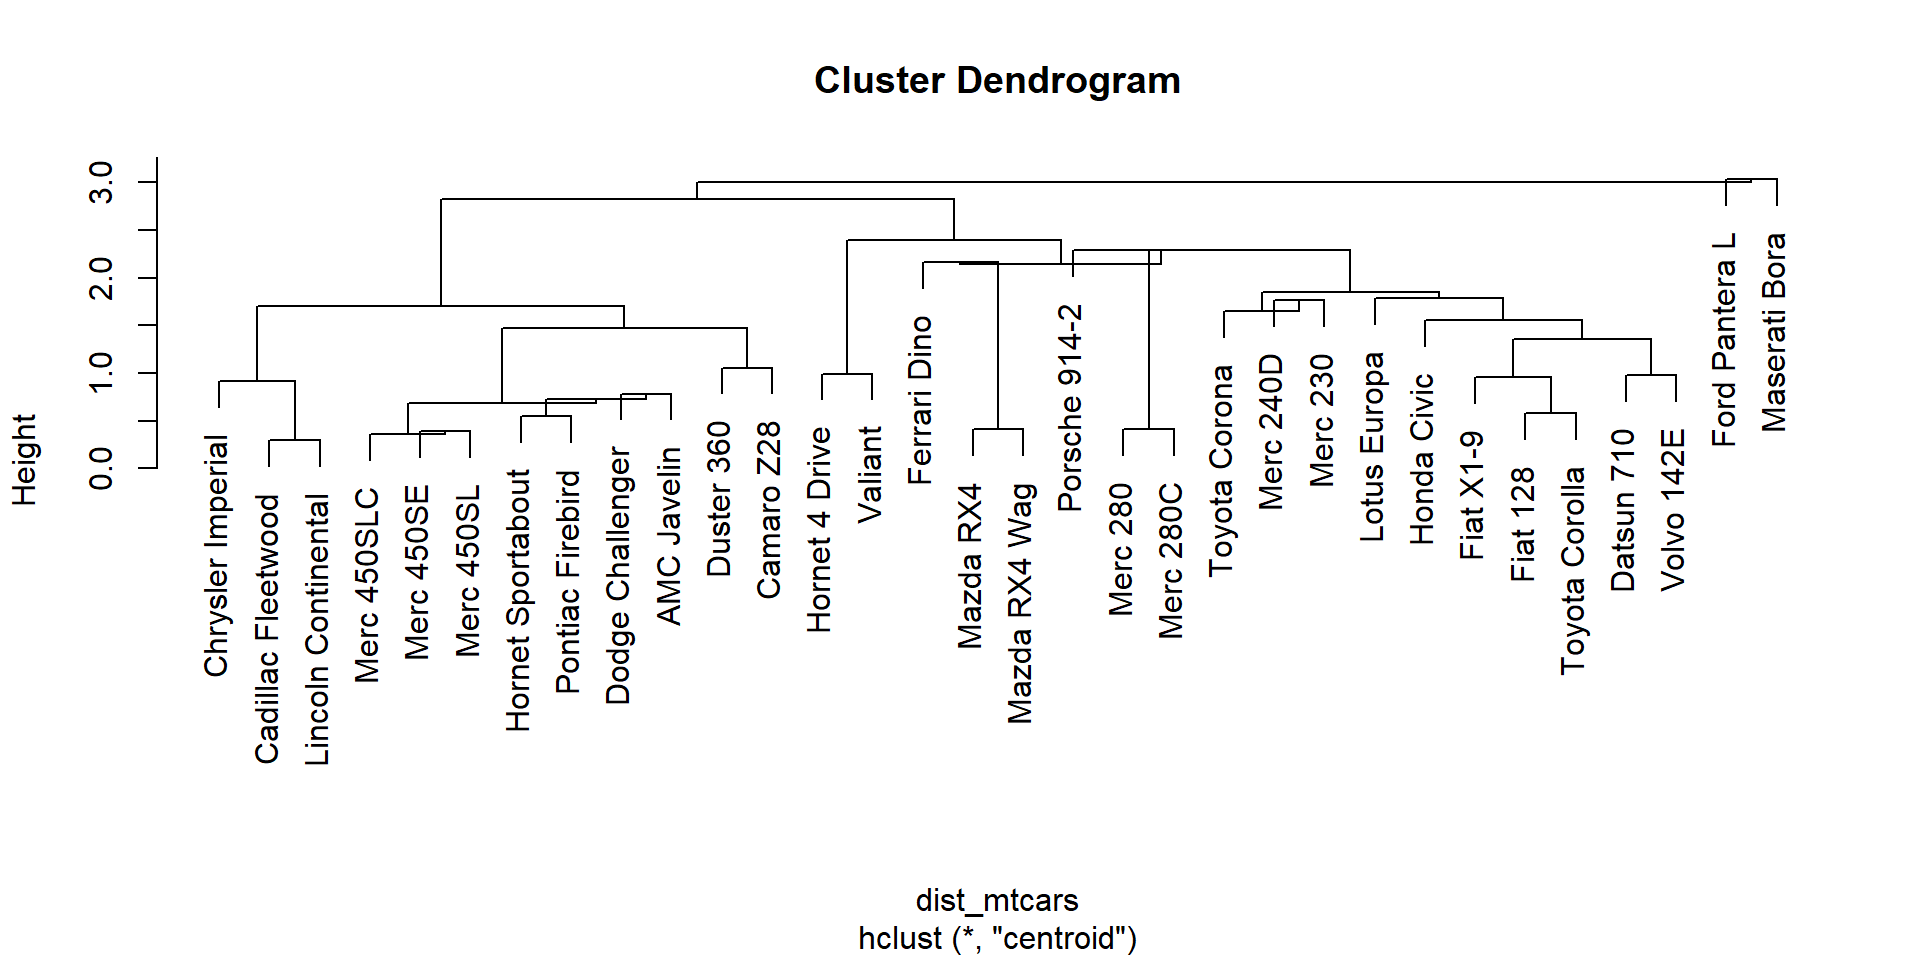 Cluster Dendrogram
Height
0.0
1.0
2.0
3.0
Chrysler Imperial
Cadillac Fleetwood
Lincoln Continental
Merc 450SLC
Merc 450SE
Merc 450SL
Hornet Sportabout
Pontiac Firebird
Dodge Challenger
AMC Javelin
Duster 360
Camaro Z28
Hornet 4 Drive
Valiant
Ferrari Dino
Mazda RX4
Mazda RX4 Wag
Porsche 914-2
Merc 280
Merc 280C
Toyota Corona
Merc 240D
Merc 230
Lotus Europa
Honda Civic
Fiat X1-9
Fiat 128
Toyota Corolla
Datsun 710
Volvo 142E
Ford Pantera L
Maserati Bora
dist_mtcars
hclust (*, "centroid")